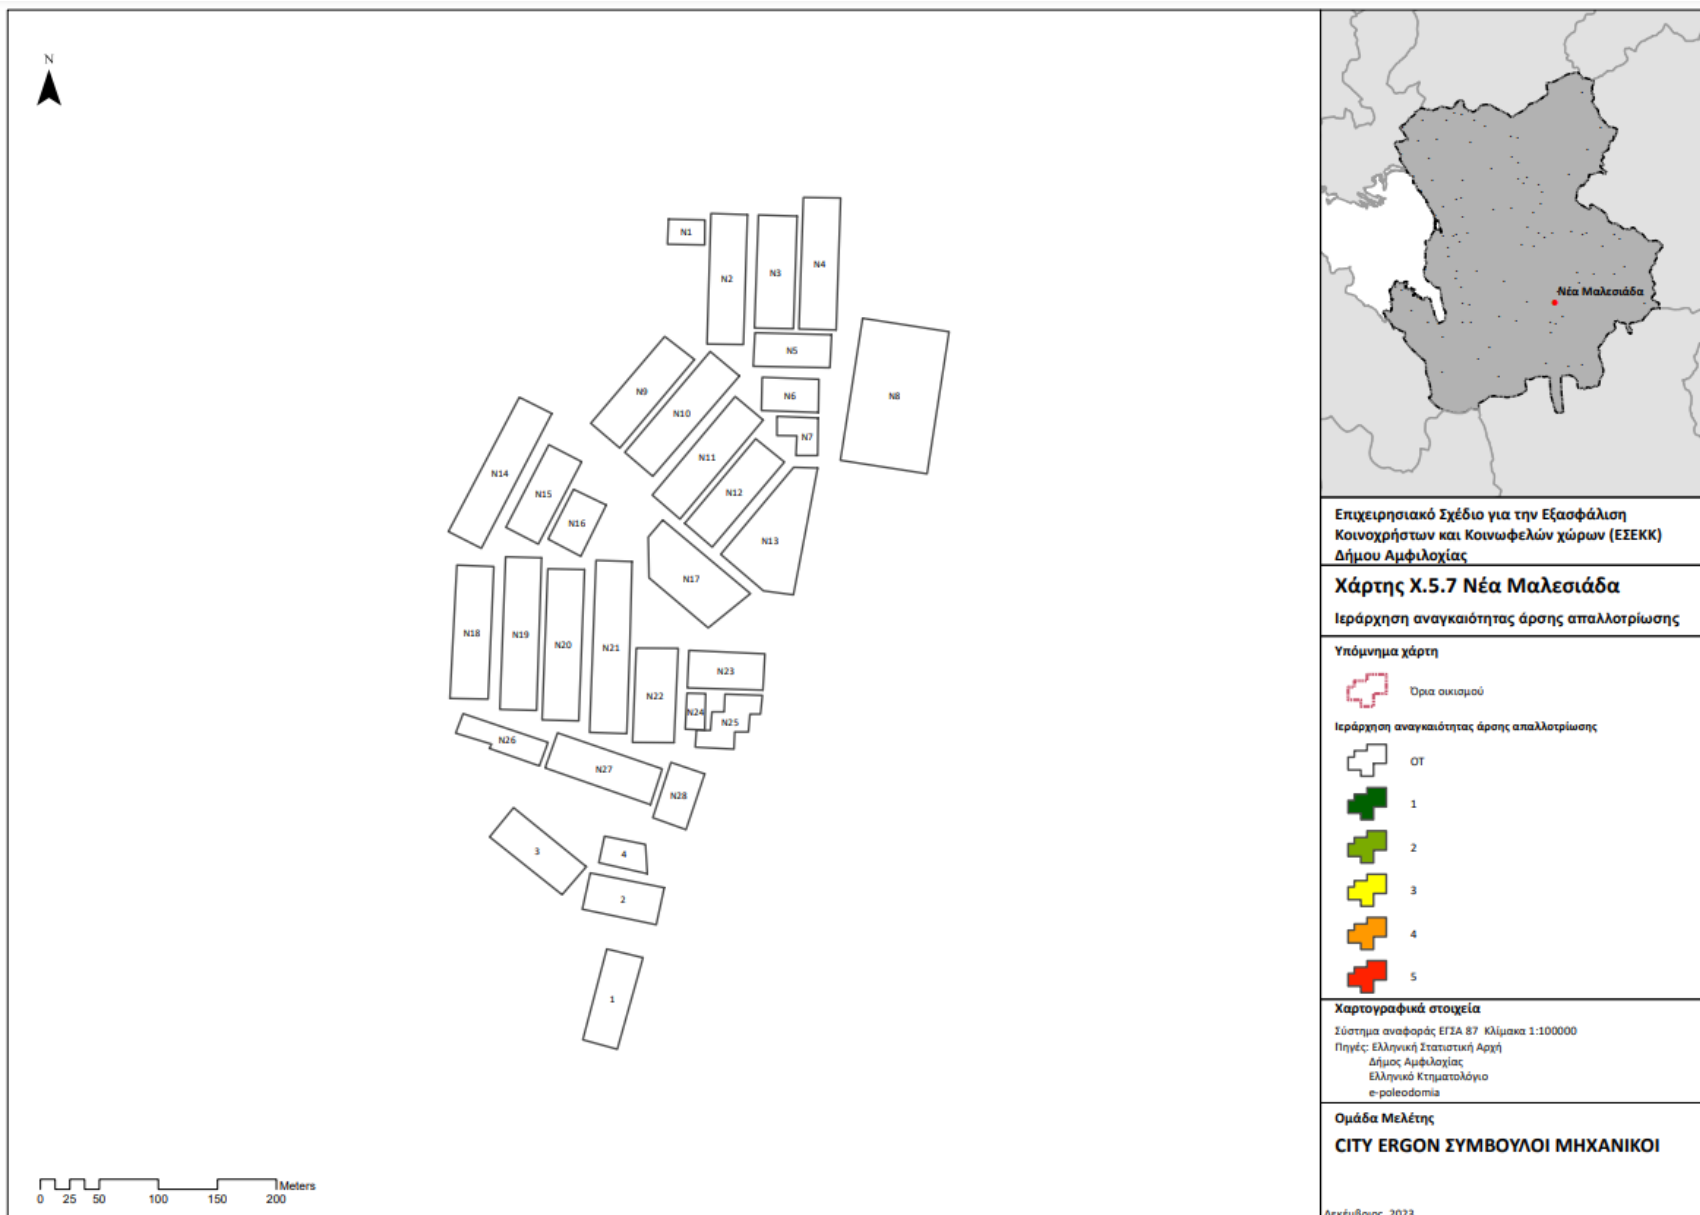 N
N1
N2
N3
N4
N5
N6
N7
N8
N9
N10
N11
N12
N13
N14
N15
N16
N17
N18
N19
N20
N21
N22
N23
N24
N25
N26
N27
N28
3
4
2
1
0 25 50 100 150 200 Meters
Νέα Μαλεσιάδα
Επιχειρησιακό Σχέδιο για την Εξασφάλιση
Κοινοχρήστων και Κοινωφελών χώρων (ΕΣΕΚΚ)
Δήμου Αμφιλοχίας
Χάρτης Χ.5.7 Νέα Μαλεσιάδα
Ιεράρχηση αναγκαιότητας άρσης απαλλοτρίωσης
Υπόμνημα χάρτη
Όρια οικισμού
Ιεράρχηση αναγκαιότητας άρσης απαλλοτρίωσης
ΟΤ
1
2
3
4
5
Χαρτογραφικά στοιχεία
Σύστημα αναφοράς ΕΓΣΑ 87 Κλίμακα 1:100000
Πηγές: Ελληνική Στατιστική Αρχή
Δήμος Αμφιλοχίας
Ελληνικό Κτηματολόγιο
e-poleodomia
Ομάδα Μελέτης
CITY ERGON ΣΥΜΒΟΥΛΟΙ ΜΗΧΑΝΙΚΟΙ
Δεκέμβριος, 2023